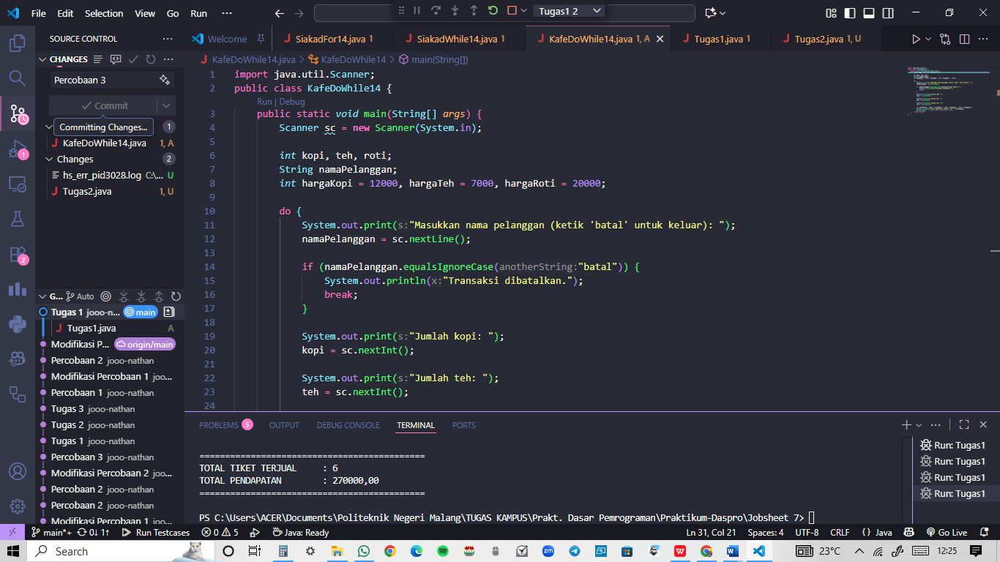 File Edit Selection View Go Run ··· Tugas1 2
SOURCE CONTROL ···
Welcome SiakadFor14.java 1 SiakadWhile14.java 1 KafeDoWhile14.java 1, A Tugas1.java 1 Tugas2.java 1, U ···
CHANGES ···
Percobaan 3
Commit
Committing Changes... 1
KafeDoWhile14.java 1, A
Changes 2
hs_err_pid3028.log C:\... U
Tugas2.java 1, U
G... Auto
Tugas 1 jooo-n... main
Tugas1.java A
Modifikasi P... origin/main
Percobaan 2 jooo-nathan
Modifikasi Percobaan 1 joo...
Percobaan 1 jooo-nathan
Tugas 3 jooo-nathan
Tugas 2 jooo-nathan
Tugas 1 jooo-nathan
Percobaan 3 jooo-nathan
Modifikasi Percobaan 2 joo...
Percobaan 2 jooo-nathan
Percobaan 2 jooo-nathan
Modifikasi Percobaan 1 joo...
1
2
KafeDoWhile14.java > KafeDoWhile14 > main(String[])
1 import java.util.Scanner;
2 public class KafeDoWhile14 {
Run | Debug
3 public static void main(String[] args) {
4 Scanner sc = new Scanner(System.in);
5
6 int kopi, teh, roti;
7 String namaPelanggan;
8 int hargaKopi = 12000, hargaTeh = 7000, hargaRoti = 20000;
9
10 do {
11 System.out.print(s:"Masukkan nama pelanggan (ketik 'batal' untuk keluar): ");
12 namaPelanggan = sc.nextLine();
13
14 if (namaPelanggan.equalsIgnoreCase(anotherString:"batal")) {
15 System.out.println(x:"Transaksi dibatalkan.");
16 break;
17 }
18
19 System.out.print(s:"Jumlah kopi: ");
20 kopi = sc.nextInt();
21
22 System.out.print(s:"Jumlah teh: ");
23 teh = sc.nextInt();
24
PROBLEMS 5 OUTPUT DEBUG CONSOLE TERMINAL PORTS ···
============================================
TOTAL TIKET TERJUAL : 6
TOTAL PENDAPATAN : 270000,00
============================================
PS C:\Users\ACER\Documents\Politeknik Negeri Malang\TUGAS KAMPUS\Prakt. Dasar Pemrograman\Praktikum-Daspro\Jobsheet 7>
Run: Tugas1
Run: Tugas1
Run: Tugas1
Run: Tugas1
main*+ 0↓ 1↑ Run Testcases 0 5 Java: Ready Ln 31, Col 21 Spaces: 4 UTF-8 CRLF {} Java Go Live
Search 23°C 12:25